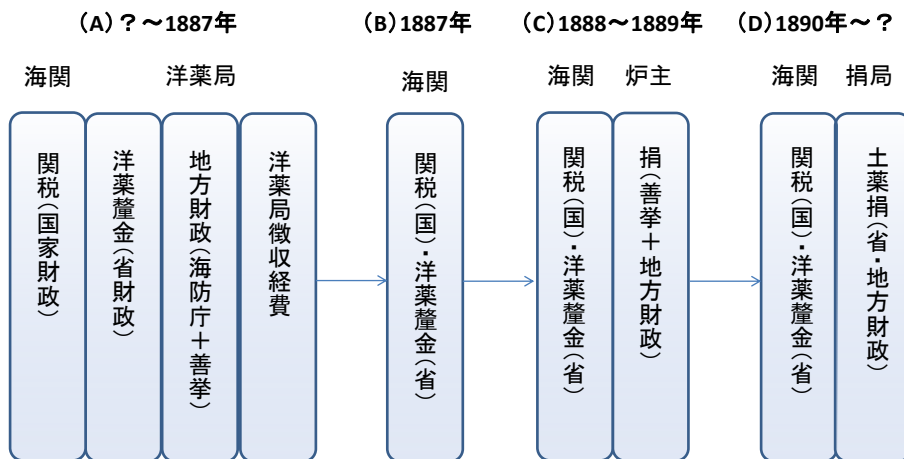 (A)?～1887年
(B)1887年
(C)1888～1889年
(D)1890年～?
海関
洋薬局
海関
海関
炉主
海関
捐局
関税(国家財政)
洋薬釐金(省財政)
地方財政(海防庁+善挙)
洋薬局徴収経費
関税(国)・洋薬釐金(省)
関税(国)・洋薬釐金(省)
捐(善挙+地方財政)
関税(国)・洋薬釐金(省)
土薬捐(省・地方財政)